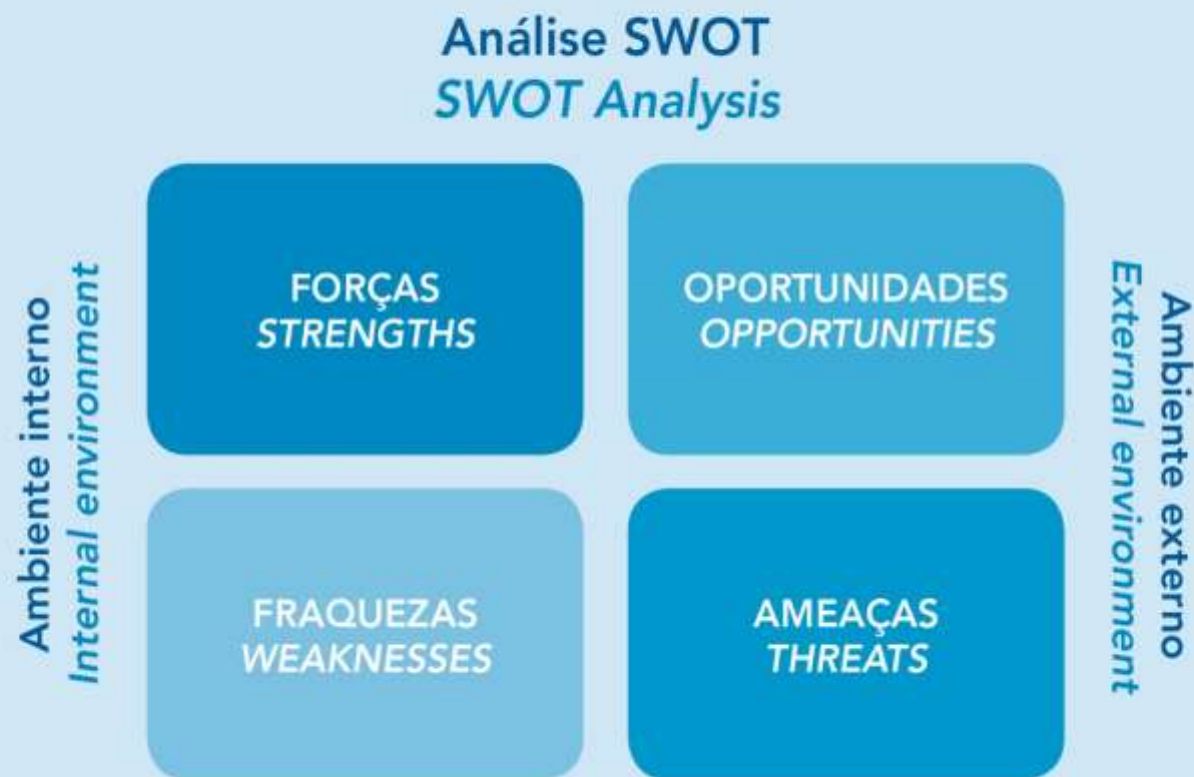 Análise SWOT
SWOT Analysis
Ambiente interno
Internal environment
FORÇAS
STRENGTHS
OPORTUNIDADES
OPPORTUNITIES
FRAQUEZAS
WEAKNESSES
AMEAÇAS
THREATS
Ambiente externo
External environment